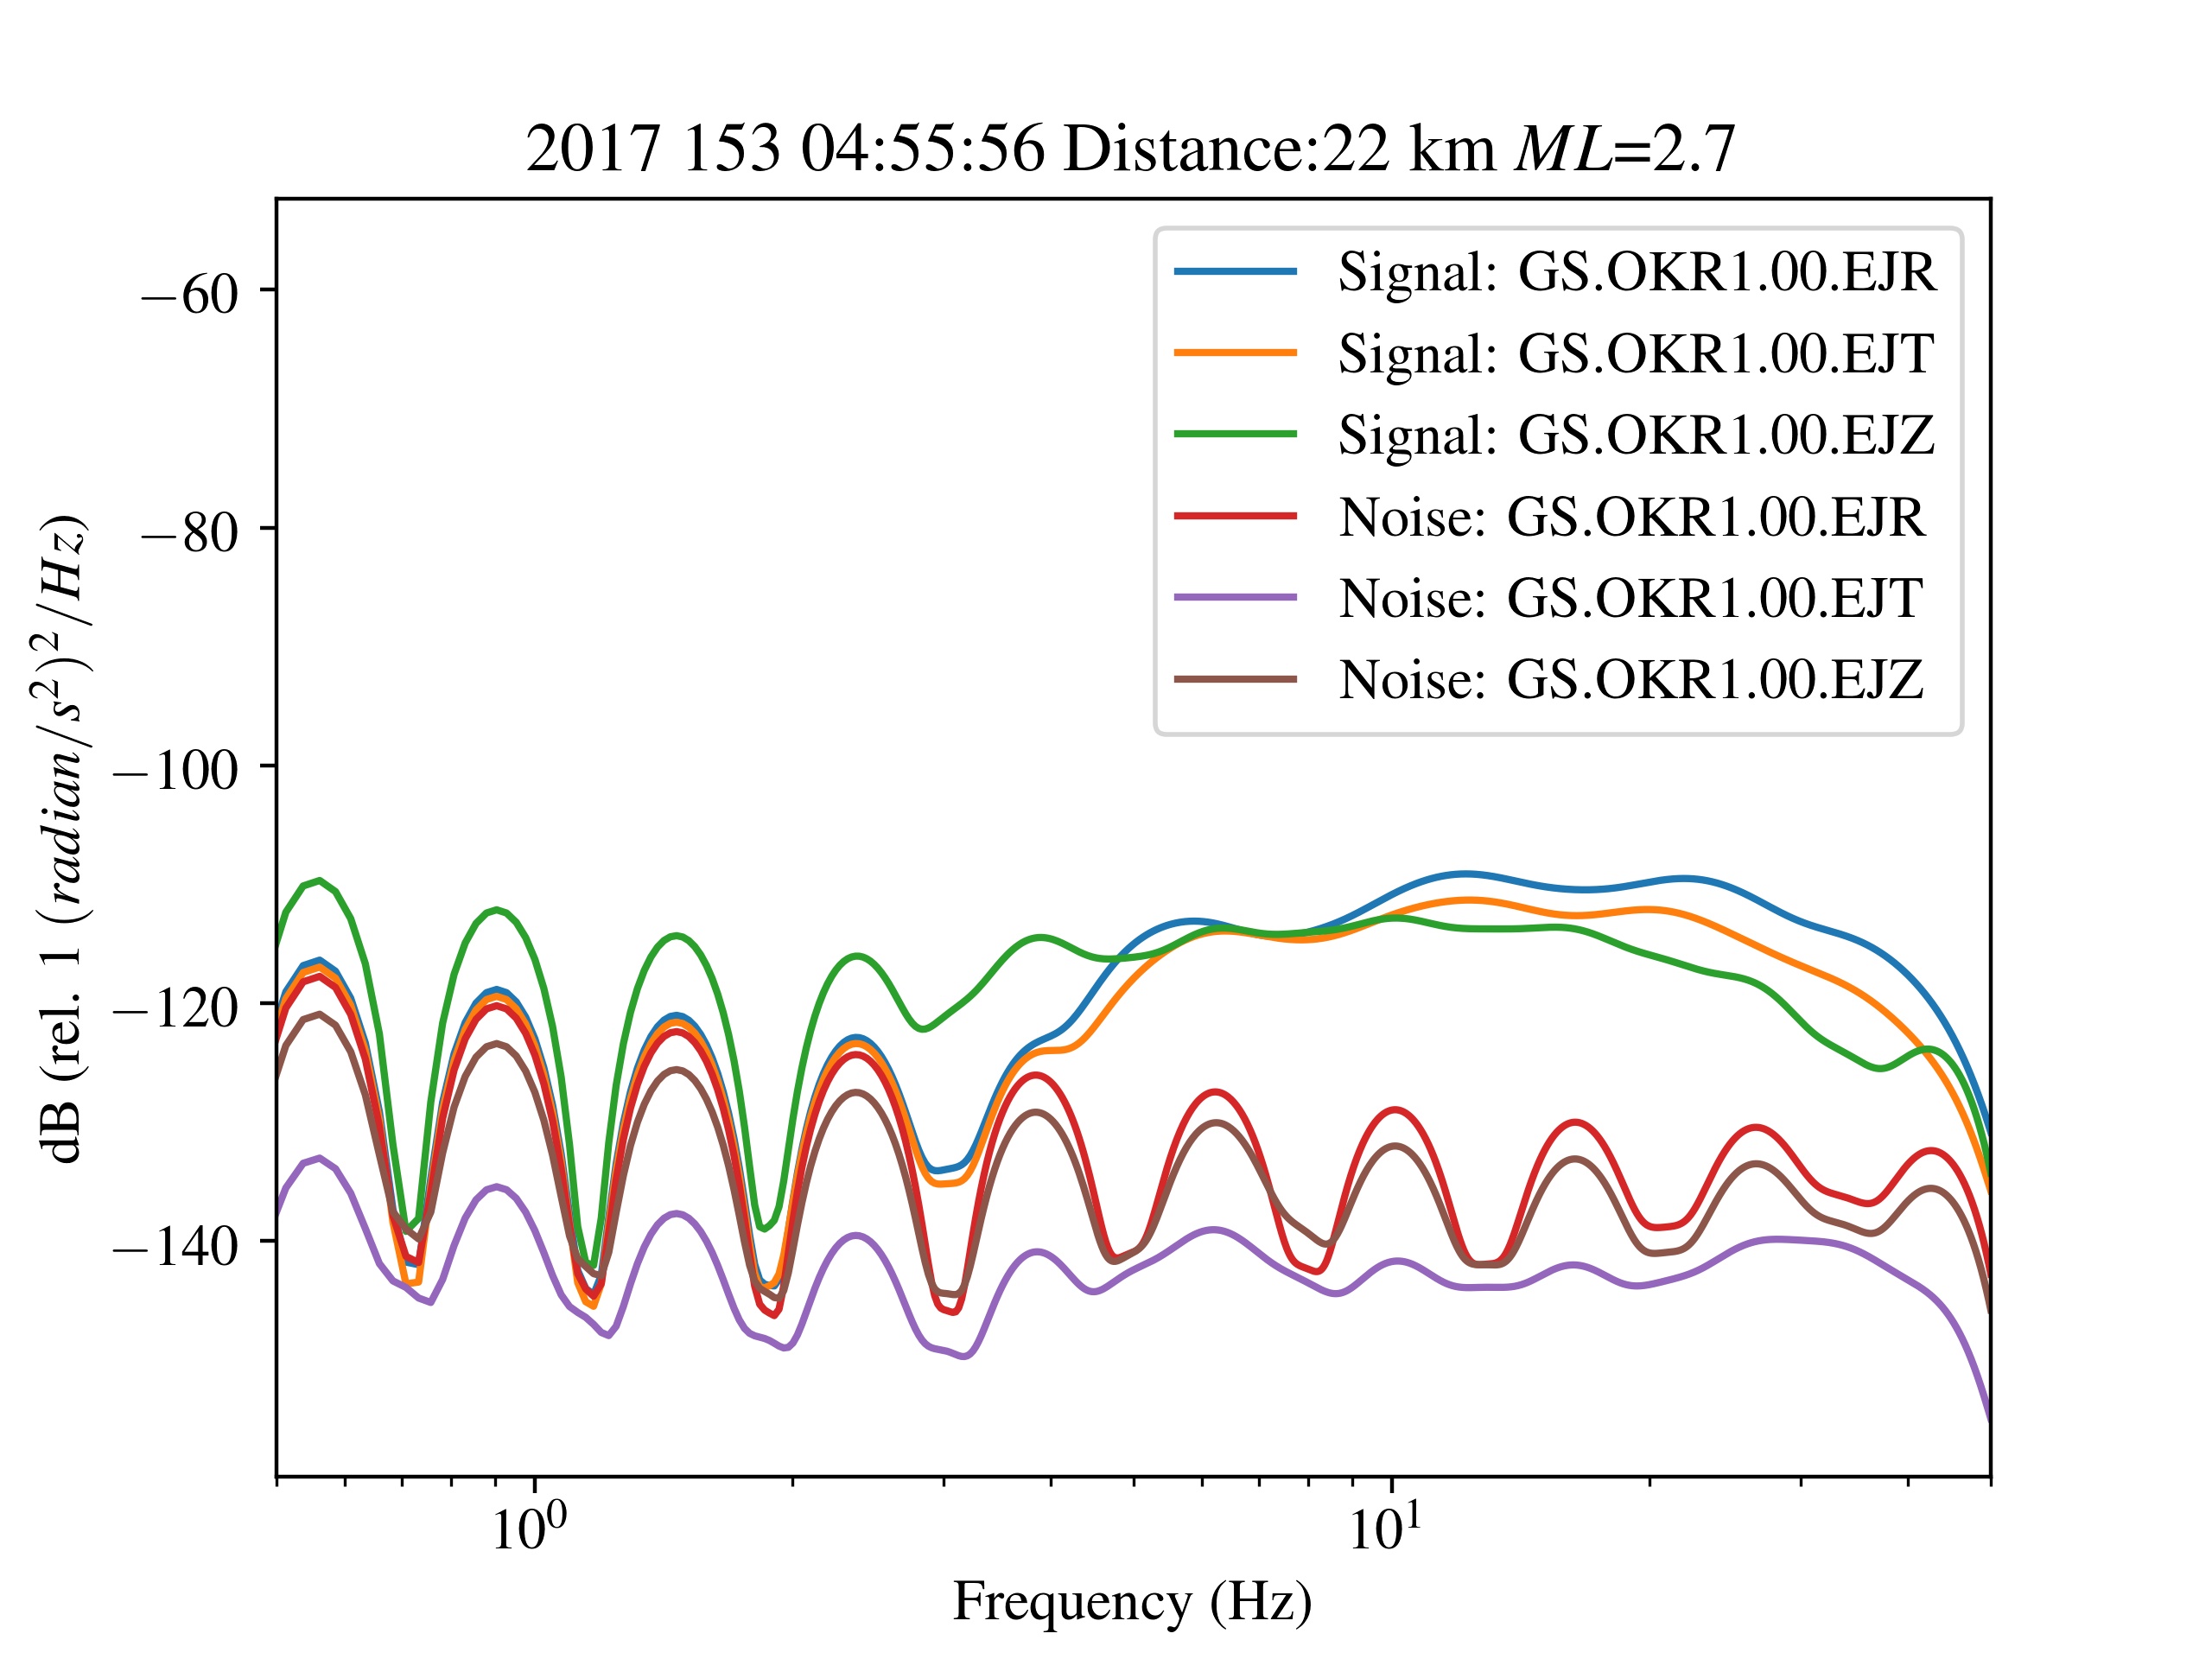 2017 153 04:55:56 Distance:22 km ML=2.7
Signal: GS.OKR1.00.EJR
Signal: GS.OKR1.00.EJT
Signal: GS.OKR1.00.EJZ
Noise: GS.OKR1.00.EJR
Noise: GS.OKR1.00.EJT
Noise: GS.OKR1.00.EJZ
dB (rel. 1 (radian/s²)²/Hz)
−60
−80
−100
−120
−140
10⁰
10¹
Frequency (Hz)